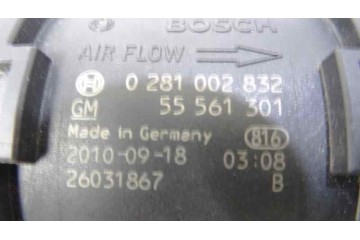 BOSCH
AIR FLOW
0 281 002 832
GM 55 561 301
Made in Germany 816
2010-09-18 03:08
26031867 B